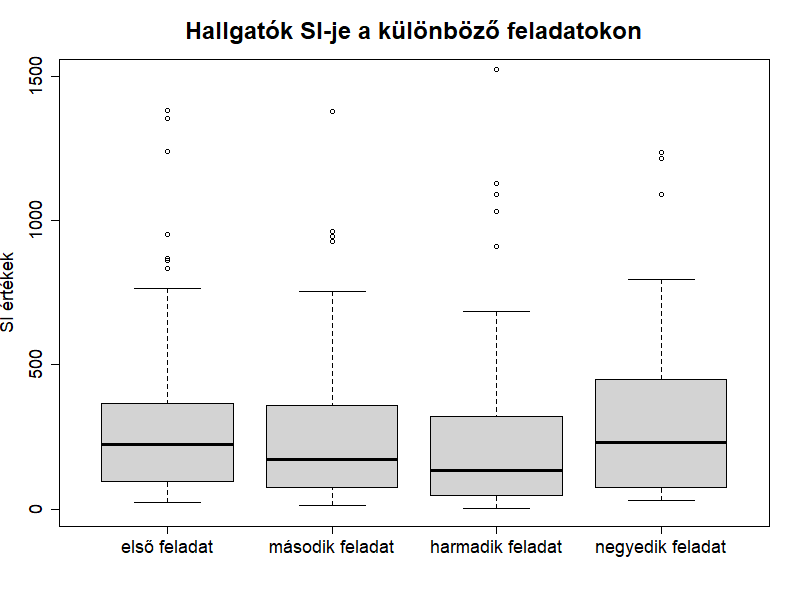 Hallgatók SI-je a különböző feladatokon
SI értékek
1500
1000
500
0
első feladat
második feladat
harmadik feladat
negyedik feladat